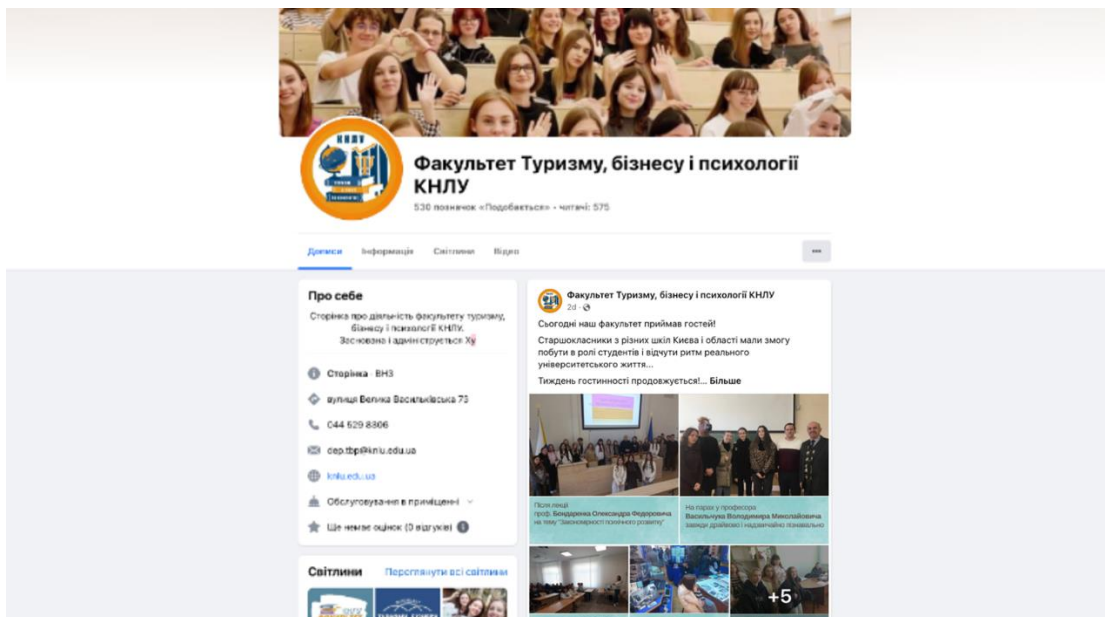 КНЛУ
Факультет Туризму, бізнесу і психології
КНЛУ
530 позначок «Подобається» • читачі: 575
Дописи Інформація Світлини Відео
Про себе
Сторінка про діяльність факультету туризму,
бізнесу і психології КНЛУ.
Заснована і адмініструється Ху
Сторінка · ВНЗ
вулиця Велика Васильківська 73
044 529 8306
dep.tbp@knlu.edu.ua
knlu.edu.ua
Обслуговування в приміщенні
Ще немає оцінок (0 відгуків)
Світлини Переглянути всі світлини
Факультет Туризму, бізнесу і психології КНЛУ
2d
Сьогодні наш факультет приймав гостей!
Старшокласники з різних шкіл Києва і області мали змогу
побути в ролі студентів і відчути ритм реального
університетського життя...
Тиждень гостинності продовжується!... Більше
Після лекції
проф. Бондаренка Олександра Федоровича
на тему "Закономірності психічного розвитку"
На парах у професора
Васильчука Володимира Миколайовича
завжди драйвово і надзвичайно пізнавально
+5